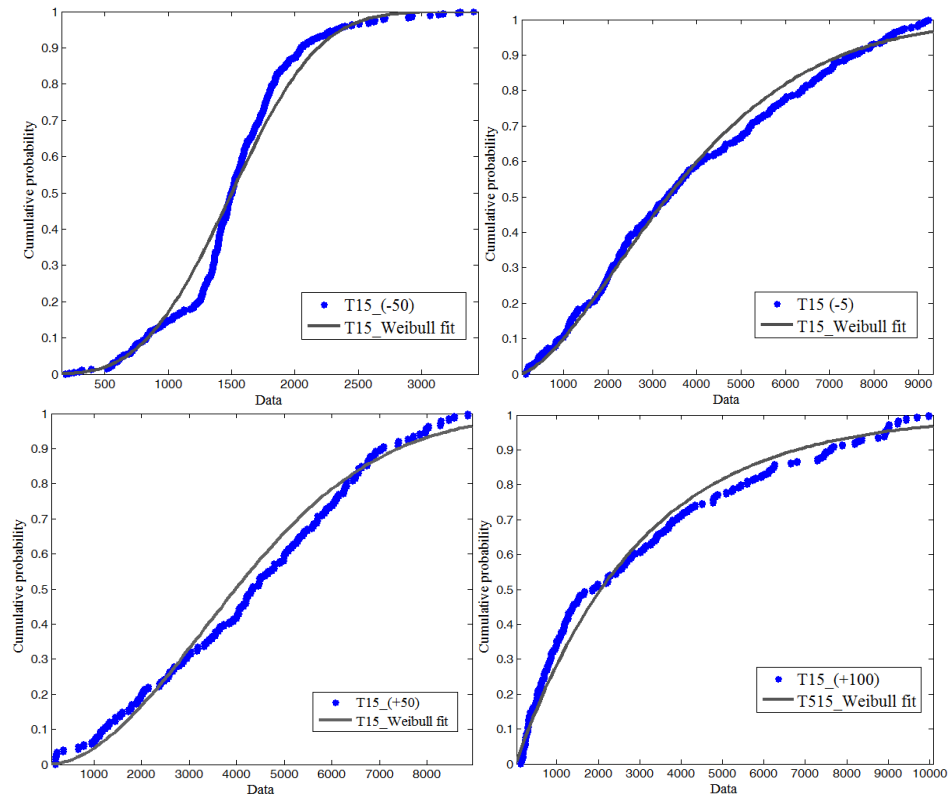 1
0.9
0.8
0.7
0.6
0.5
0.4
0.3
0.2
0.1
0
Cumulative probability
500 1000 1500 2000 2500 3000
Data
T15_(-50)
T15_Weibull fit
1
0.9
0.8
0.7
0.6
0.5
0.4
0.3
0.2
0.1
0
Cumulative probability
1000 2000 3000 4000 5000 6000 7000 8000 9000
Data
T15 (-5)
T15_Weibull fit
1
0.9
0.8
0.7
0.6
0.5
0.4
0.3
0.2
0.1
0
Cumulative probability
1000 2000 3000 4000 5000 6000 7000 8000
Data
T15_(+50)
T15_Weibull fit
1
0.9
0.8
0.7
0.6
0.5
0.4
0.3
0.2
0.1
0
Cumulative probability
1000 2000 3000 4000 5000 6000 7000 8000 9000 10000
Data
T15_(+100)
T515_Weibull fit